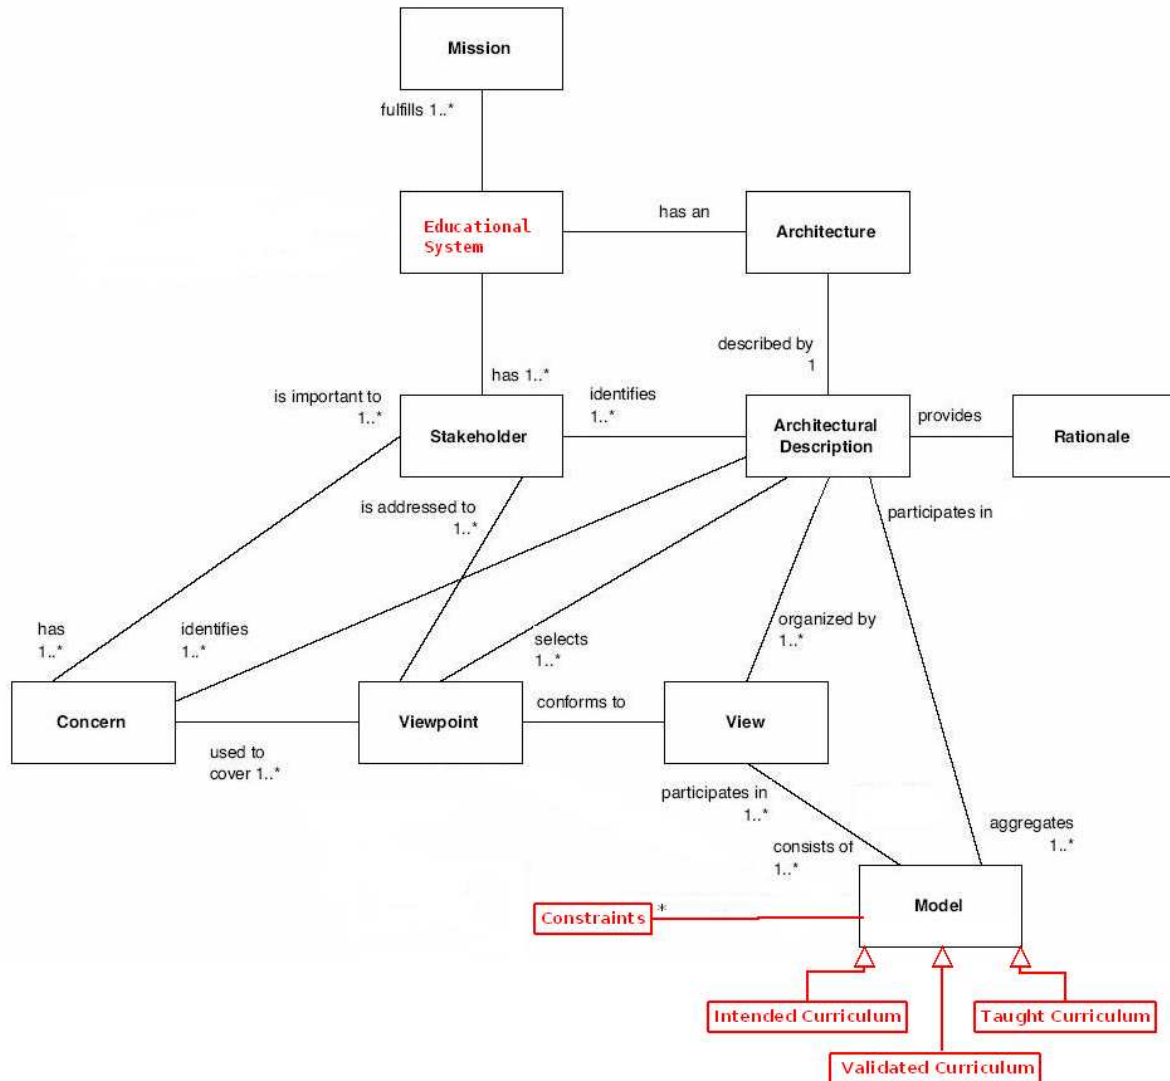 Mission
fulfills 1..*
Educational
System
has an
Architecture
described by
1
has 1..*
is important to
1..*
identifies
1..*
Stakeholder
Architectural
Description
provides
Rationale
is addressed to
1..*
participates in
has
1..*
identifies
1..*
selects
1..*
organized by
1..*
Concern
Viewpoint
conforms to
View
used to
cover 1..*
participates in
1..*
consists of
1..*
aggregates
1..*
Model
Constraints
*
Intended Curriculum
Taught Curriculum
Validated Curriculum